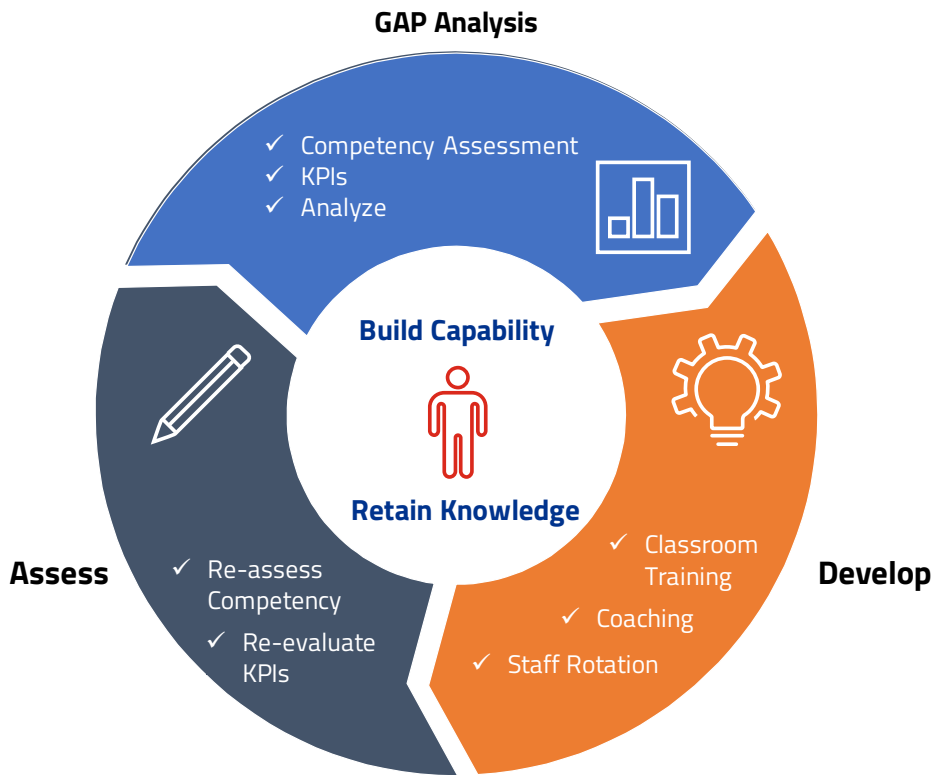 GAP Analysis
✓ Competency Assessment
✓ KPIs
✓ Analyze
Build Capability
Retain Knowledge
✓ Classroom
Training
✓ Coaching
✓ Staff Rotation
Develop
Assess
✓ Re-assess
Competency
✓ Re-evaluate
KPIs